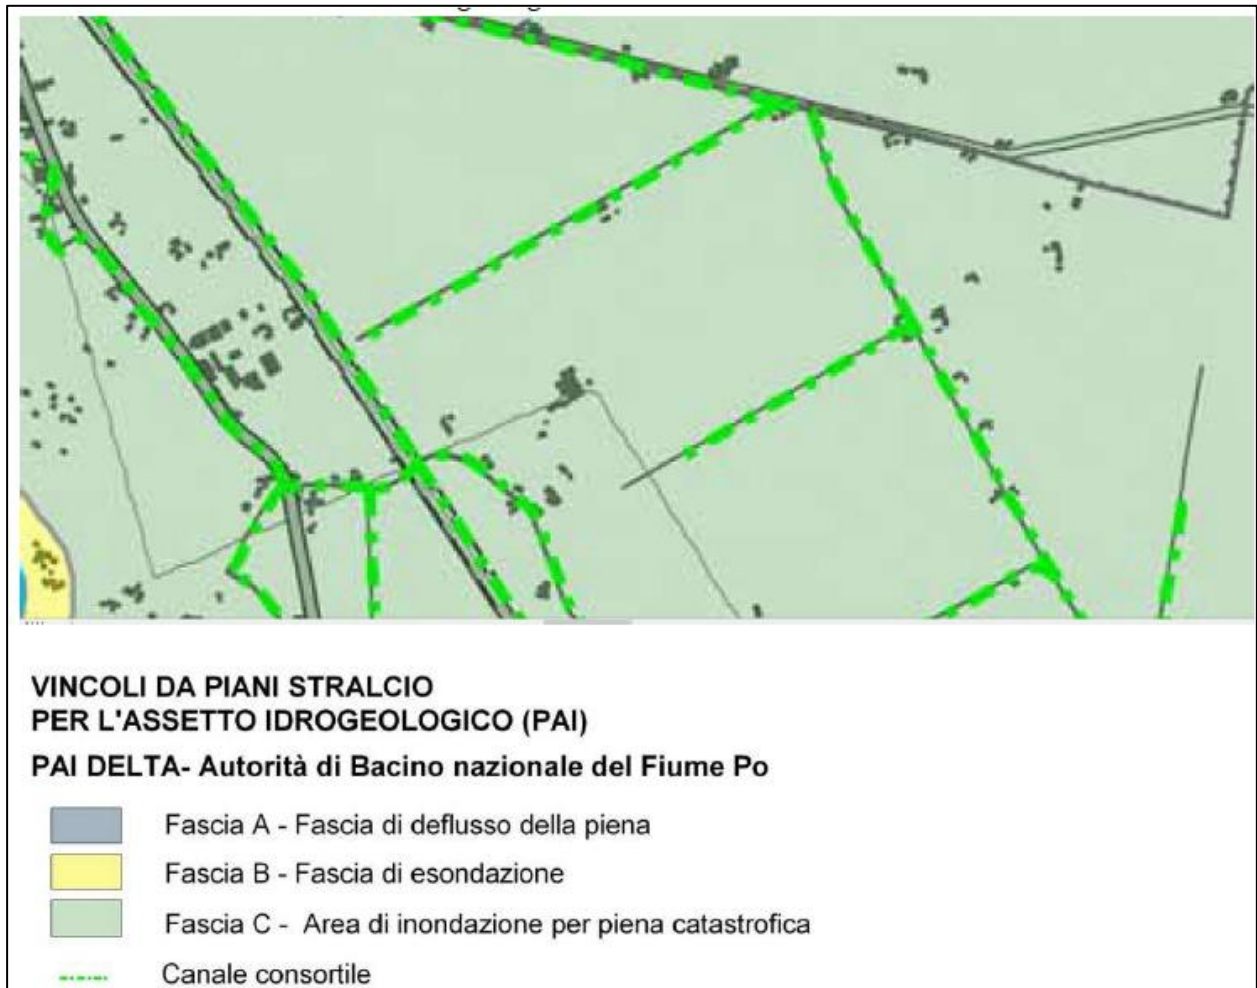 VINCOLI DA PIANI STRALCIO
PER L'ASSETTO IDROGEOLOGICO (PAI)
PAI DELTA- Autorità di Bacino nazionale del Fiume Po
Fascia A - Fascia di deflusso della piena
Fascia B - Fascia di esondazione
Fascia C - Area di inondazione per piena catastrofica
Canale consortile